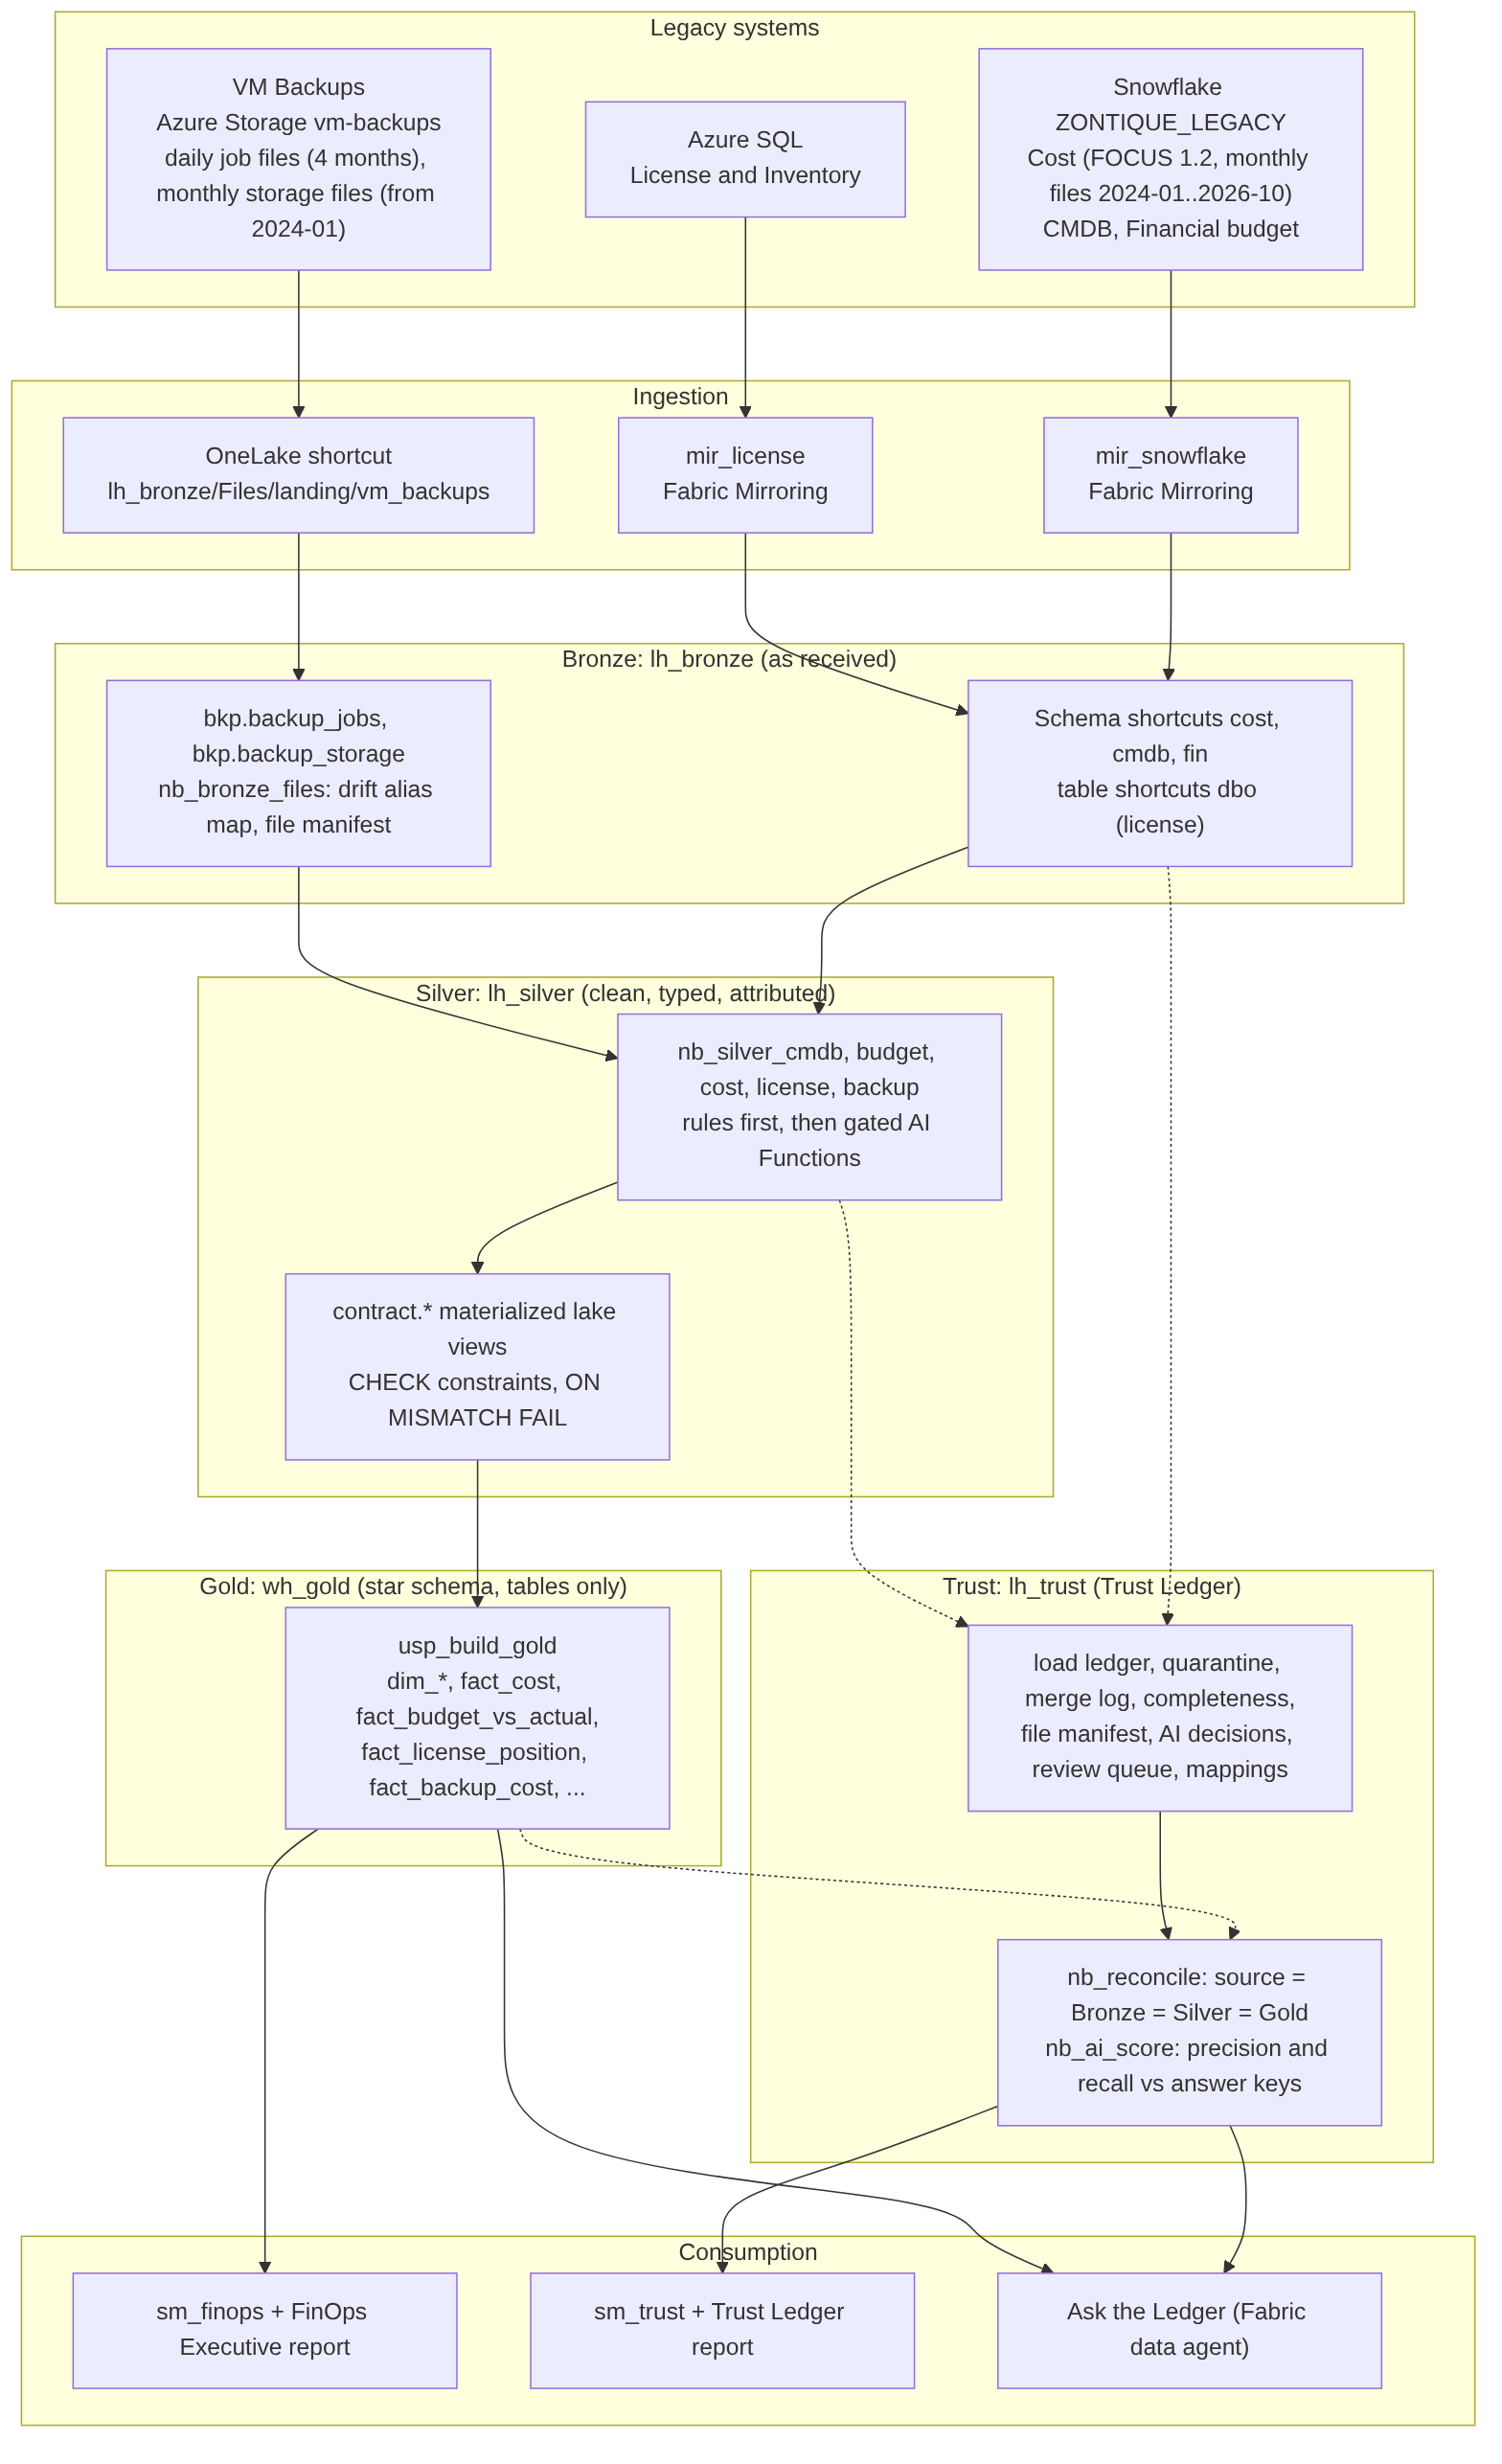 Legacy systems
VM Backups
Azure Storage vm-backups
daily job files (4 months),
monthly storage files (from
2024-01)
Azure SQL
License and Inventory
Snowflake
ZONTIQUE_LEGACY
Cost (FOCUS 1.2, monthly
files 2024-01..2026-10)
CMDB, Financial budget
Ingestion
OneLake shortcut
lh_bronze/Files/landing/vm_backups
mir_license
Fabric Mirroring
mir_snowflake
Fabric Mirroring
Bronze: lh_bronze (as received)
bkp.backup_jobs,
bkp.backup_storage
nb_bronze_files: drift alias
map, file manifest
Schema shortcuts cost,
cmdb, fin
table shortcuts dbo
(license)
Silver: lh_silver (clean, typed, attributed)
nb_silver_cmdb, budget,
cost, license, backup
rules first, then gated AI
Functions
contract.* materialized lake
views
CHECK constraints, ON
MISMATCH FAIL
Gold: wh_gold (star schema, tables only)
usp_build_gold
dim_*, fact_cost,
fact_budget_vs_actual,
fact_license_position,
fact_backup_cost, ...
Trust: lh_trust (Trust Ledger)
load ledger, quarantine,
merge log, completeness,
file manifest, AI decisions,
review queue, mappings
nb_reconcile: source =
Bronze = Silver = Gold
nb_ai_score: precision and
recall vs answer keys
Consumption
sm_finops + FinOps
Executive report
sm_trust + Trust Ledger
report
Ask the Ledger (Fabric
data agent)